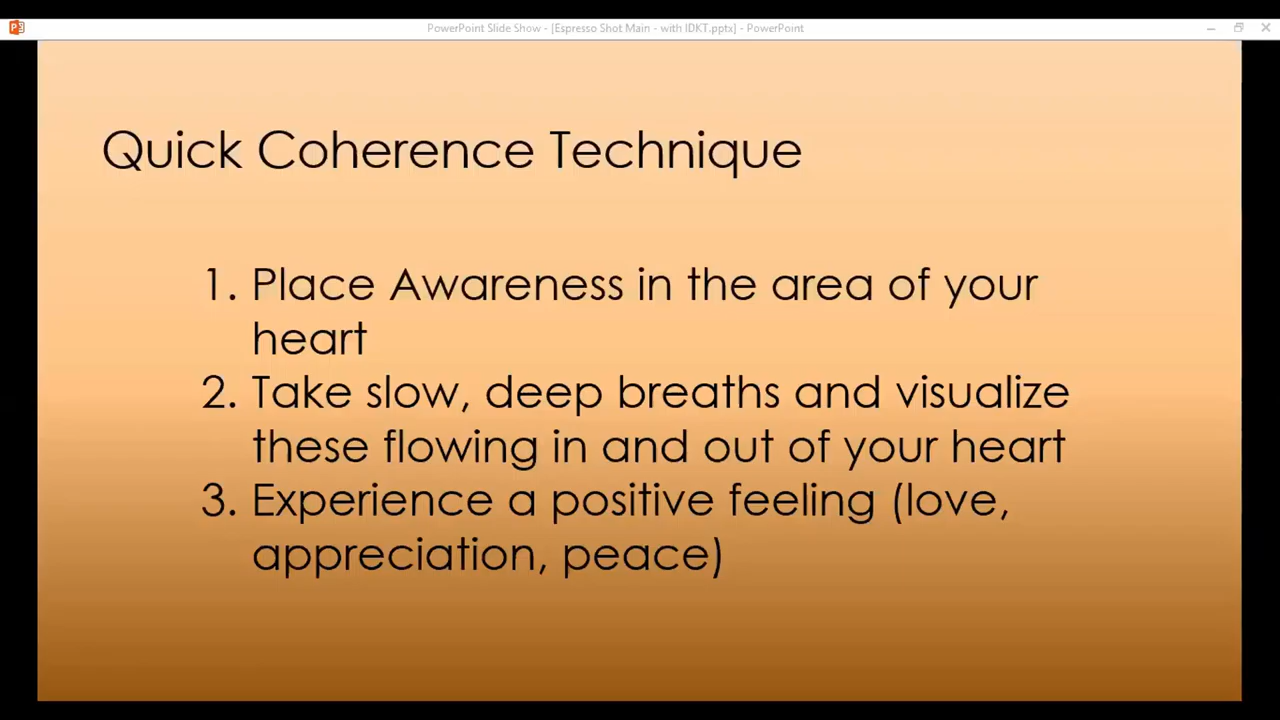 PowerPoint Slide Show - [Espresso Shot Main - with IDKT.pptx] - PowerPoint
Quick Coherence Technique
1. Place Awareness in the area of your
heart
2. Take slow, deep breaths and visualize
these flowing in and out of your heart
3. Experience a positive feeling (love,
appreciation, peace)